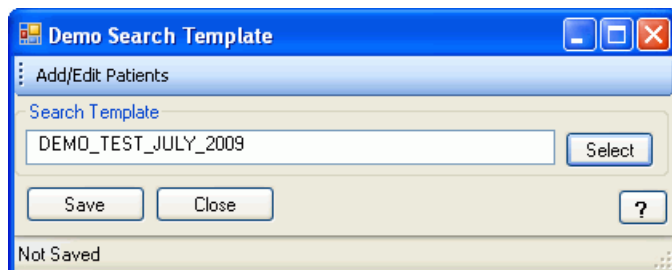 Demo Search Template
Add/Edit Patients
Search Template
DEMO_TEST_JULY_2009
Select
Save Close ?
Not Saved